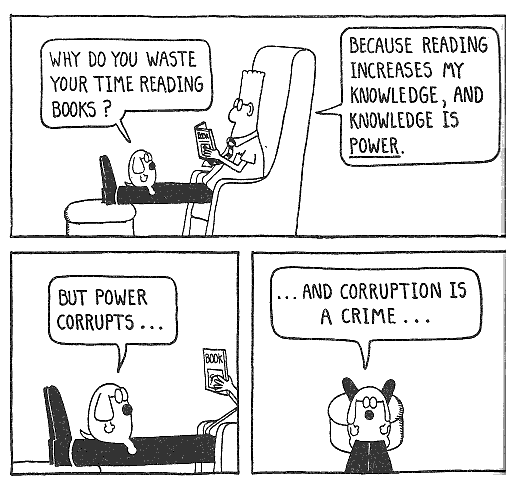 WHY DO YOU WASTE
YOUR TIME READING
BOOKS?
BECAUSE READING
INCREASES MY
KNOWLEDGE, AND
KNOWLEDGE IS
POWER.
BOOK
BUT POWER
CORRUPTS...
BOOK
...AND CORRUPTION IS
A CRIME...